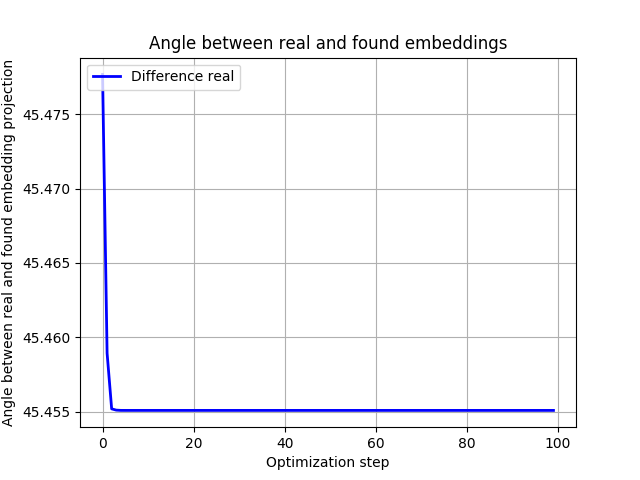 Angle between real and found embeddings
Difference real
Angle between real and found embedding projection
45.475
45.470
45.465
45.460
45.455
0 20 40 60 80 100
Optimization step